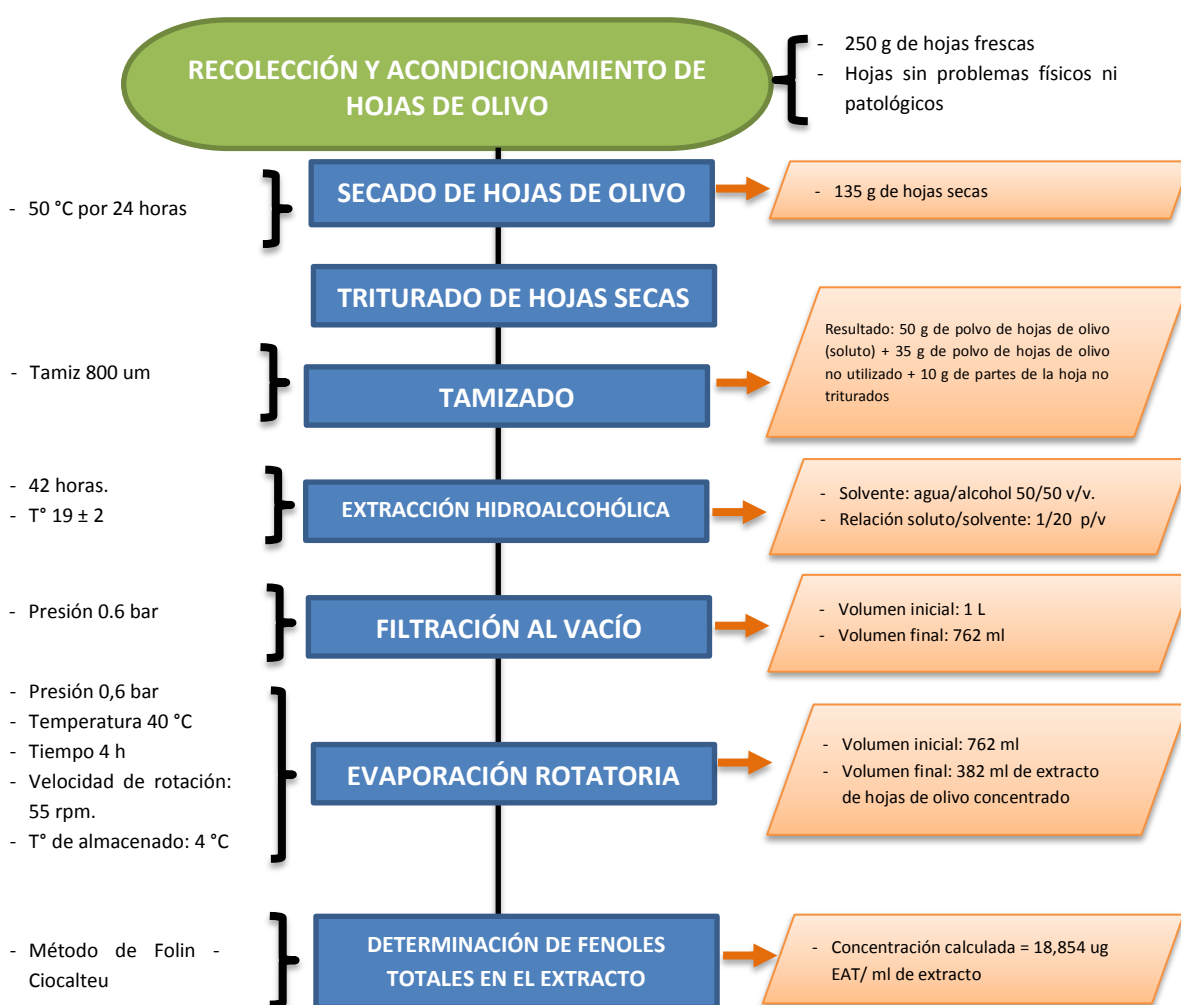 RECOLECCIÓN Y ACONDICIONAMIENTO DE
HOJAS DE OLIVO
- 250 g de hojas frescas
- Hojas sin problemas físicos ni
patológicos
- 50 °C por 24 horas
SECADO DE HOJAS DE OLIVO
- 135 g de hojas secas
TRITURADO DE HOJAS SECAS
- Tamiz 800 um
TAMIZADO
Resultado: 50 g de polvo de hojas de olivo
(soluto) + 35 g de polvo de hojas de olivo
no utilizado + 10 g de partes de la hoja no
triturados
- 42 horas.
- T° 19 ± 2
EXTRACCIÓN HIDROALCOHÓLICA
- Solvente: agua/alcohol 50/50 v/v.
- Relación soluto/solvente: 1/20 p/v
- Presión 0.6 bar
FILTRACIÓN AL VACÍO
- Volumen inicial: 1 L
- Volumen final: 762 ml
- Presión 0,6 bar
- Temperatura 40 °C
- Tiempo 4 h
- Velocidad de rotación:
55 rpm.
- T° de almacenado: 4 °C
EVAPORACIÓN ROTATORIA
- Volumen inicial: 762 ml
- Volumen final: 382 ml de extracto
de hojas de olivo concentrado
- Método de Folin -
Ciocalteu
DETERMINACIÓN DE FENOLES
TOTALES EN EL EXTRACTO
- Concentración calculada = 18,854 ug
EAT/ ml de extracto